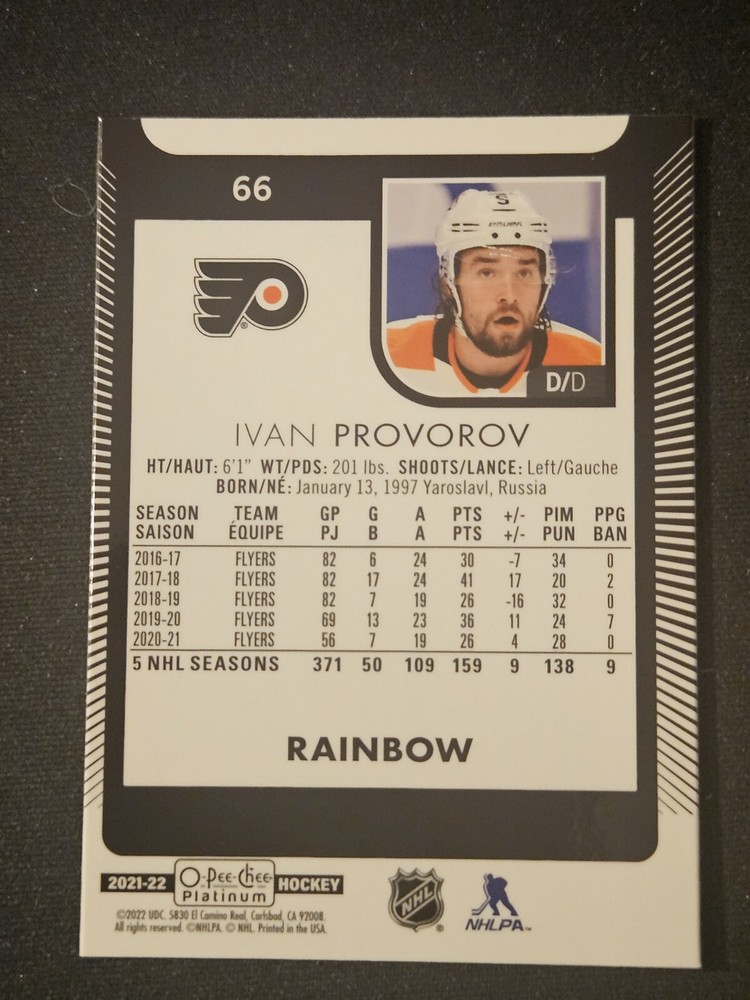 66
S
D/D
IVAN PROVOROV
HT/HAUT: 6'1" WT/PDS: 201 lbs. SHOOTS/LANCE: Left/Gauche
BORN/NÉ: January 13, 1997 Yaroslavl, Russia
SEASON TEAM GP G A PTS +/- PIM PPG
SAISON ÉQUIPE PJ B A PTS +/- PUN BAN
2016-17 FLYERS 82 6 24 30 -7 34 0
2017-18 FLYERS 82 17 24 41 17 20 2
2018-19 FLYERS 82 7 19 26 -16 32 0
2019-20 FLYERS 69 13 23 36 11 24 7
2020-21 FLYERS 56 7 19 26 4 28 0
5 NHL SEASONS 371 50 109 159 9 138 9
RAINBOW
2021-22 O-Pee-Chee HOCKEY
Platinum
©2022 UDC. 5830 El Camino Real, Carlsbad, CA 92008.
All rights reserved. ©NHLPA. © NHL. Printed in the USA.
NHL
NHLPA